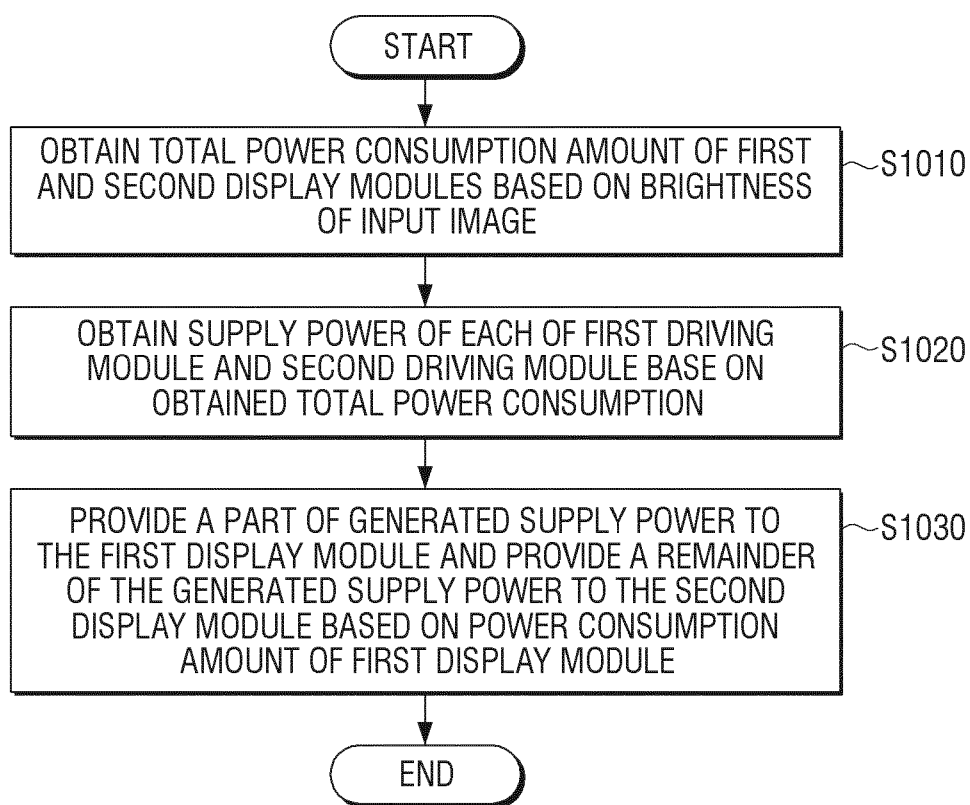 START
OBTAIN TOTAL POWER CONSUMPTION AMOUNT OF FIRST
AND SECOND DISPLAY MODULES BASED ON BRIGHTNESS
OF INPUT IMAGE
S1010
OBTAIN SUPPLY POWER OF EACH OF FIRST DRIVING
MODULE AND SECOND DRIVING MODULE BASE ON
OBTAINED TOTAL POWER CONSUMPTION
S1020
PROVIDE A PART OF GENERATED SUPPLY POWER TO
THE FIRST DISPLAY MODULE AND PROVIDE A REMAINDER
OF THE GENERATED SUPPLY POWER TO THE SECOND
DISPLAY MODULE BASED ON POWER CONSUMPTION
AMOUNT OF FIRST DISPLAY MODULE
S1030
END